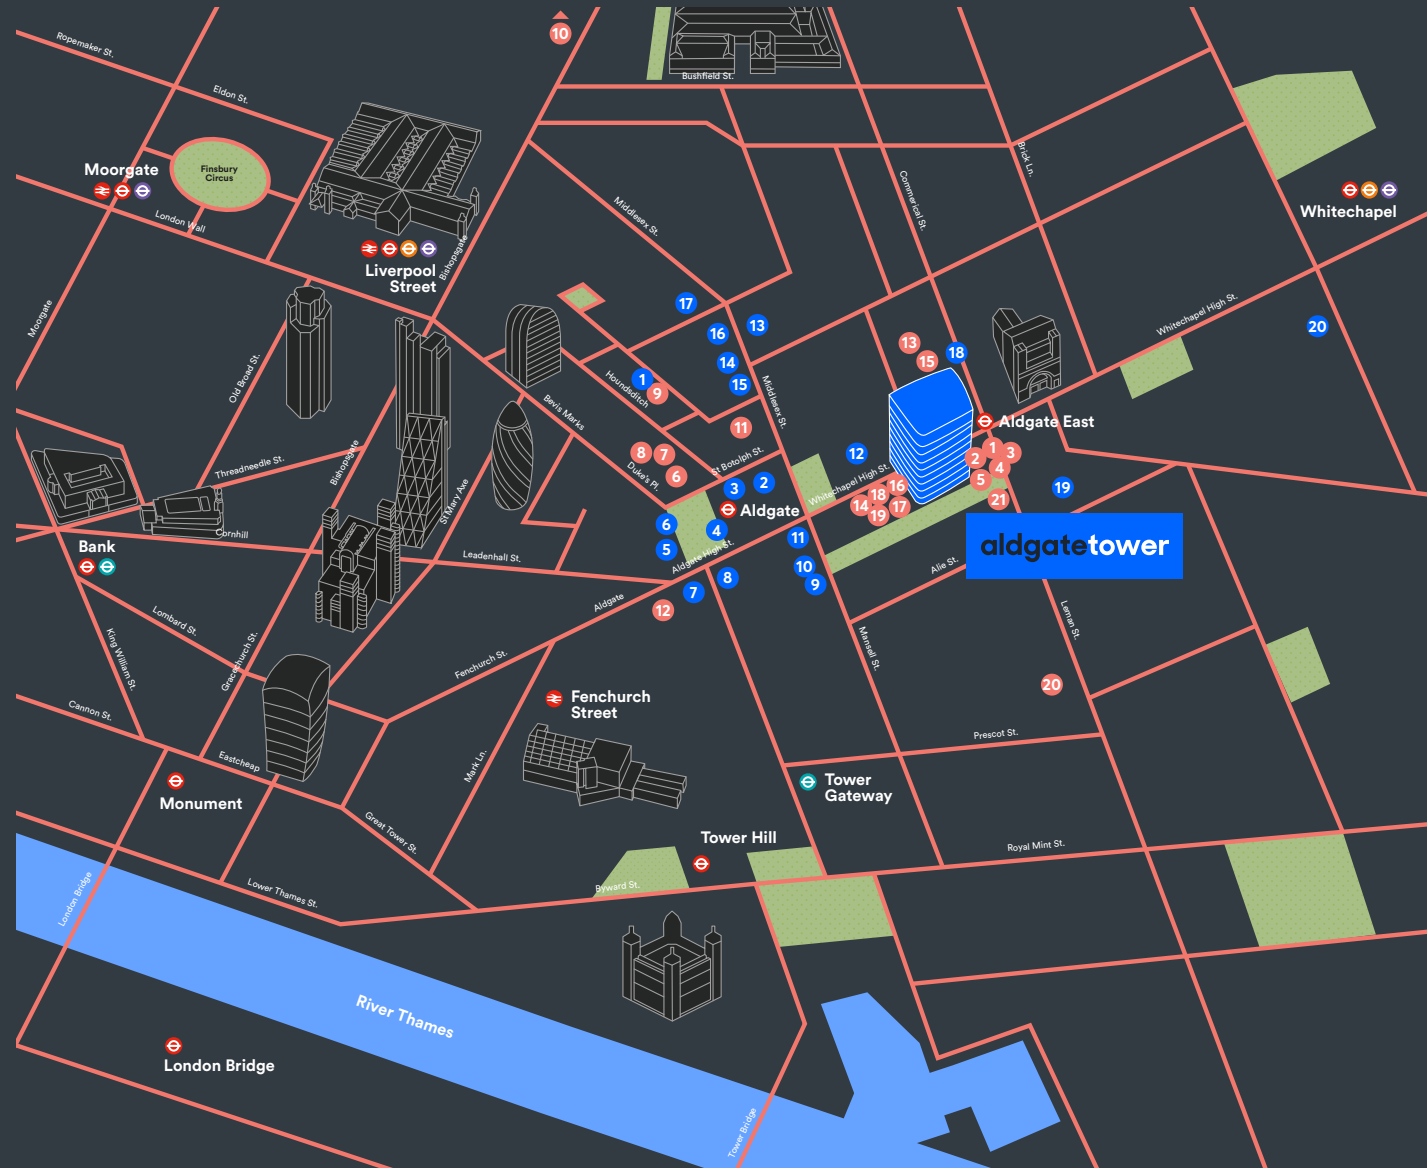 10
Ropemaker St.
Eldon St.
Bushfield St.
Moorgate
Finsbury
Circus
London Wall
Liverpool
Street
Bishopsgate
Middlesex St.
Commerical St.
Brick Ln.
Whitechapel
Moorgate
Old Broad St.
17
16
13
14
15
1
9
Houndsditch
Bevis Marks
Middlesex St.
13
15
18
Whitechapel High St.
20
Aldgate East
11
12
8
7
6
Duke's Pl.
St Botolph St.
3
2
Aldgate
Whitechapel High St.
16
18
14
17
19
1
2
3
4
5
21
19
Threadneedle St.
Bishopsgate
St Mary Axe
Cornhill
Bank
Leadenhall St.
6
5
4
Aldgate High St.
11
10
9
8
7
12
Aldgate
Alie St.
aldgatetower
Lombard St.
King William St.
Gracechurch St.
Fenchurch St.
Mansell St.
Leman St.
20
Cannon St.
Eastcheap
Monument
Fenchurch
Street
Mark Ln.
Great Tower St.
Prescot St.
Tower
Gateway
Tower Hill
Royal Mint St.
Byward St.
Lower Thames St.
London Bridge
River Thames
London Bridge
Tower Bridge